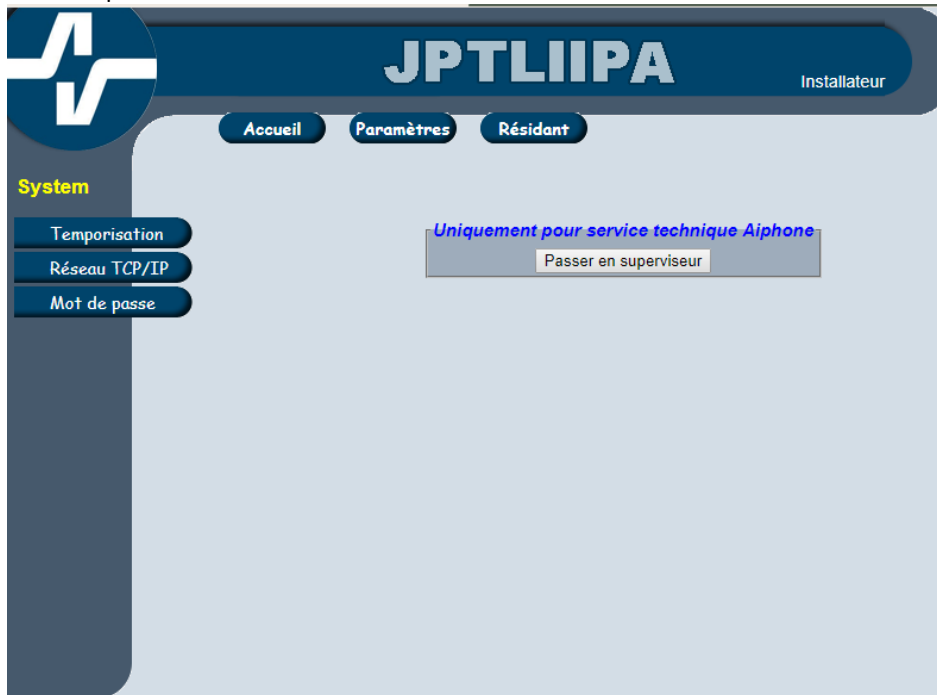 JPTLIIPA
Installateur
Accueil
Paramètres
Résidant
System
Temporisation
Réseau TCP/IP
Mot de passe
Uniquement pour service technique Aiphone
Passer en superviseur